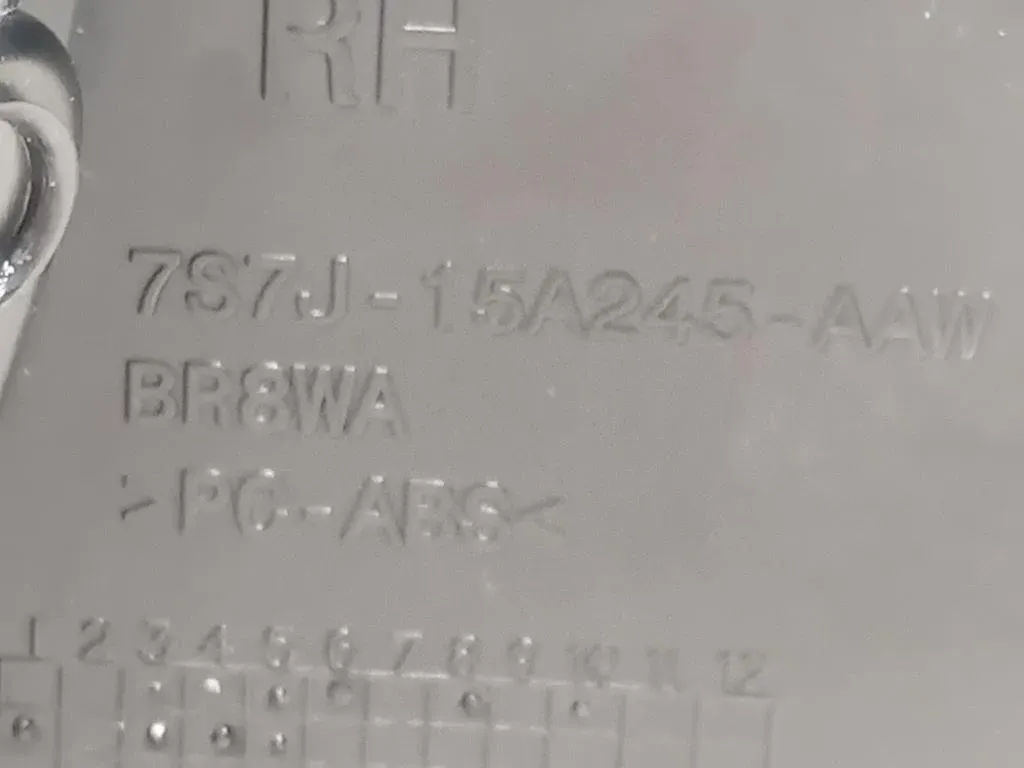 RH
7S7J-15A245-AAW
BR8WA
>PC-ABS<
1 2 3 4 5 6 7 8 9 10 11 12